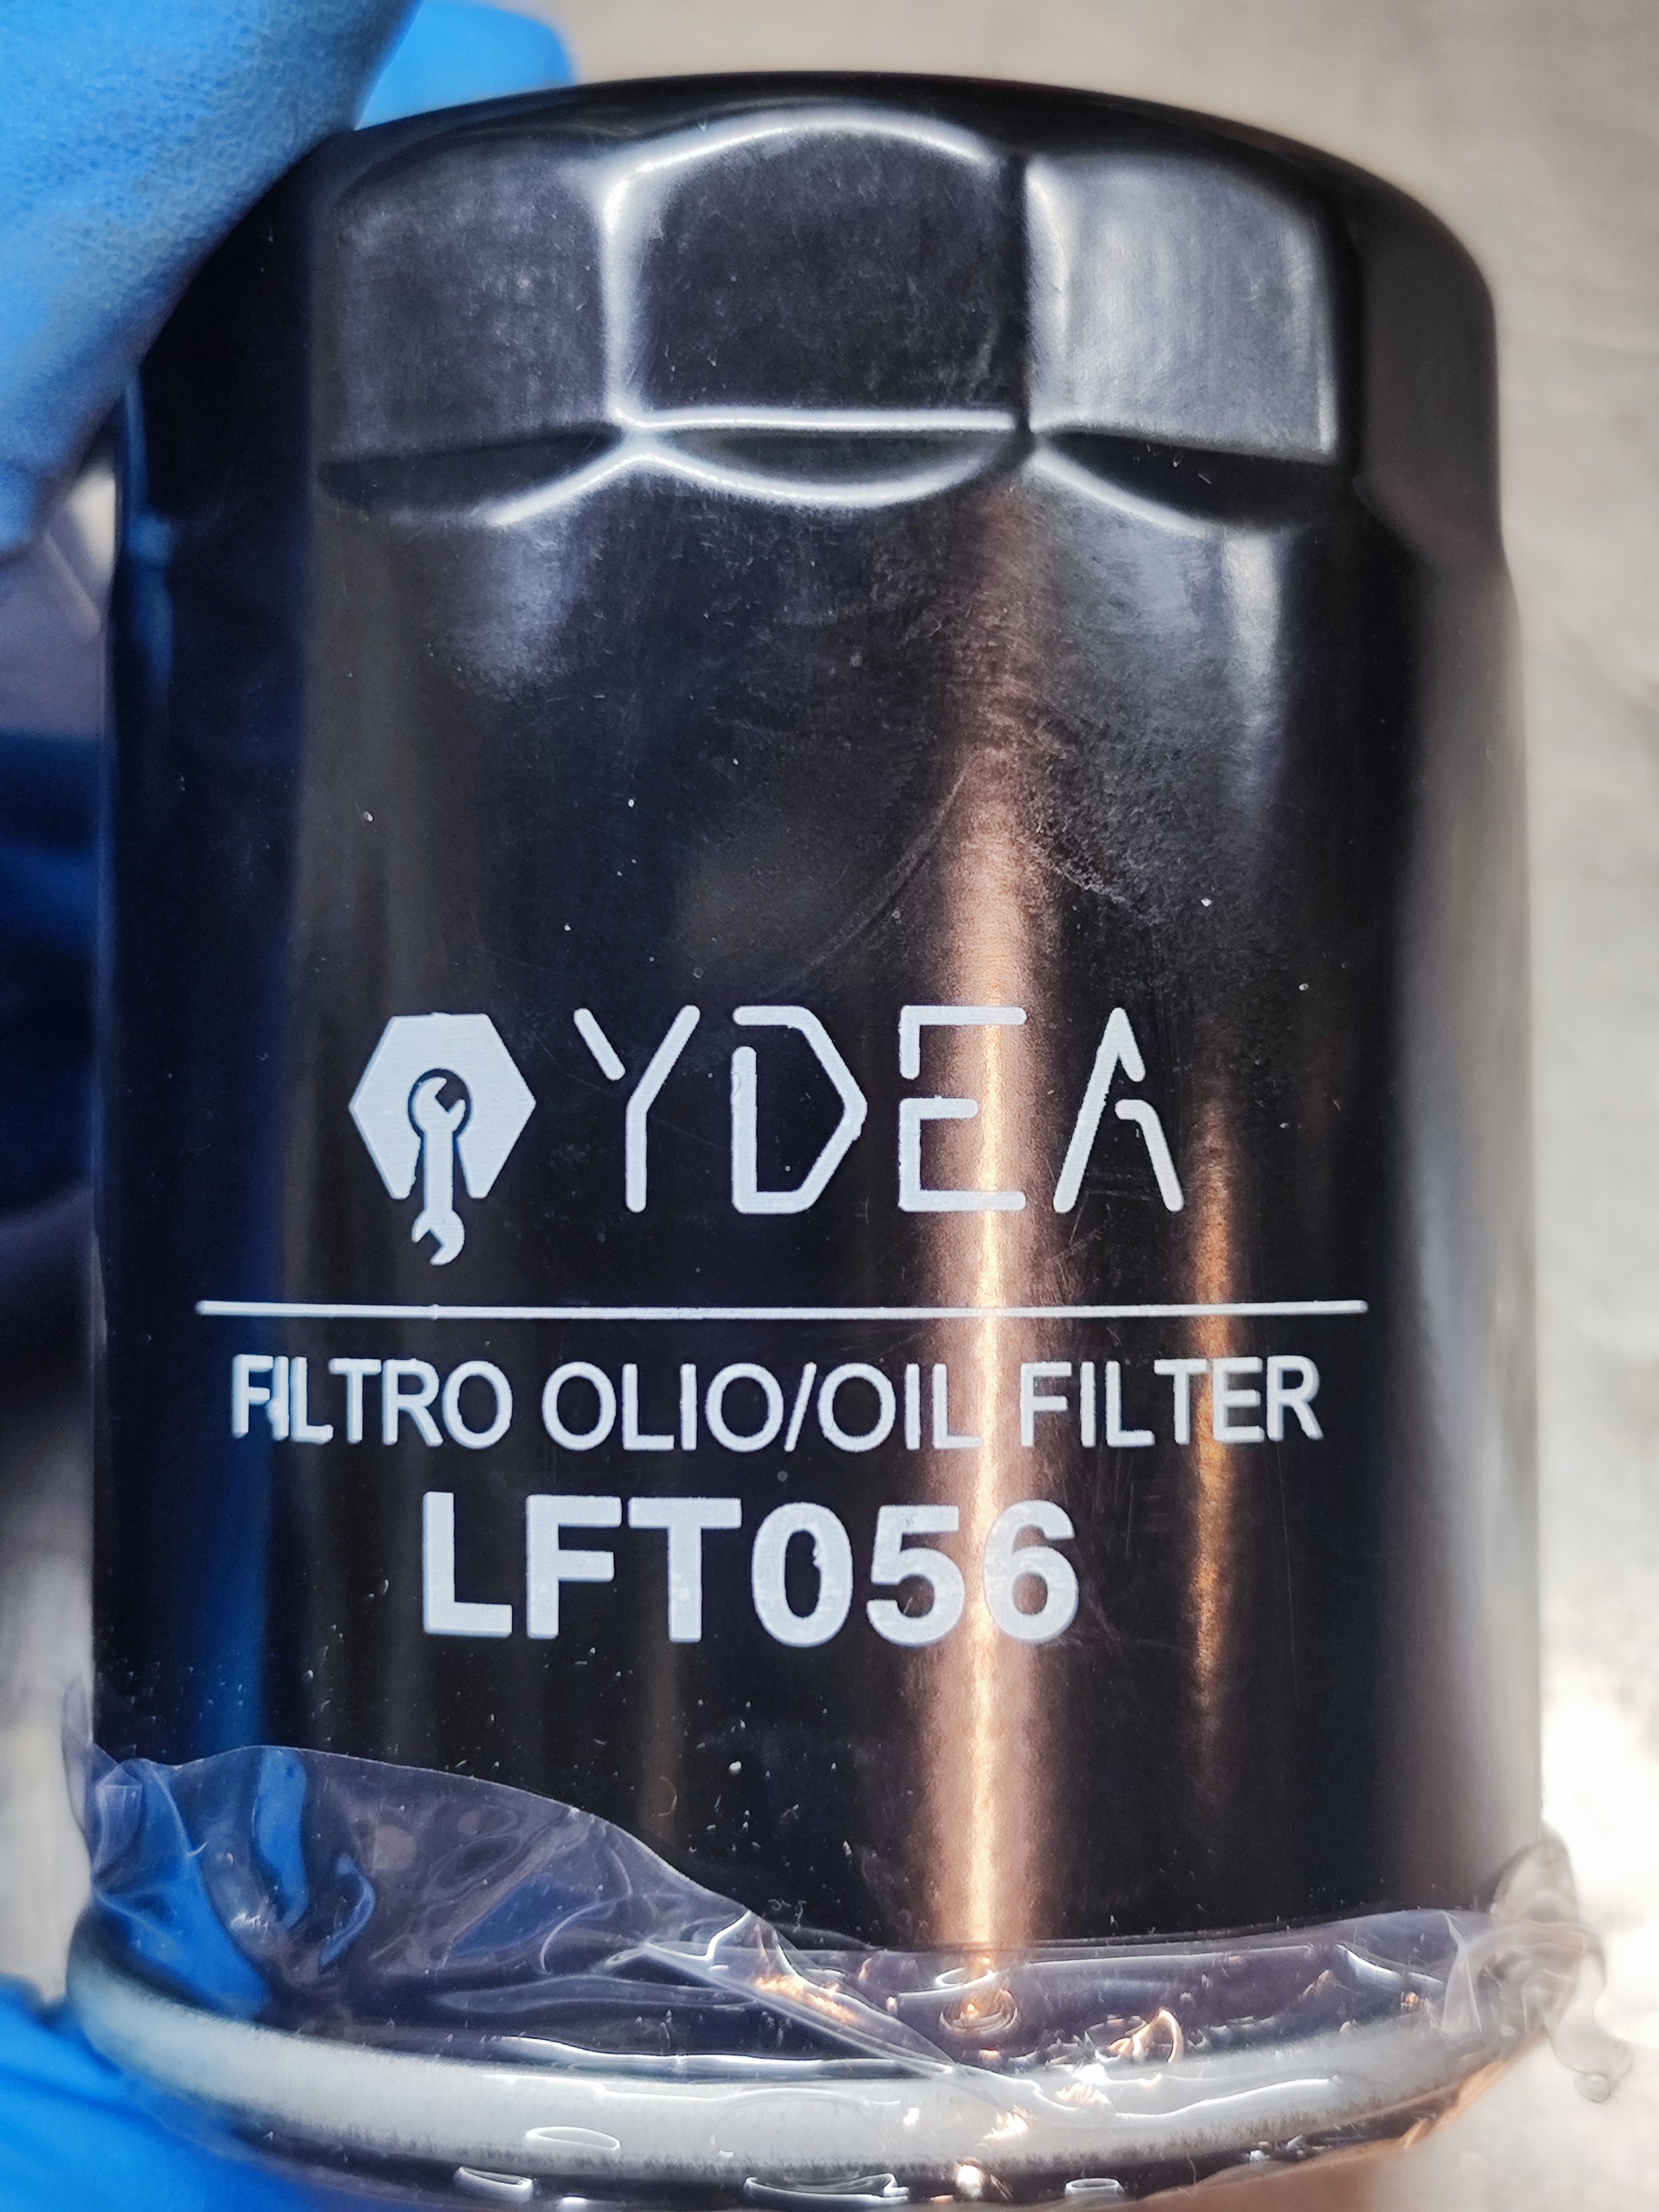 YDEA
FILTRO OLIO/OIL FILTER
LFT056